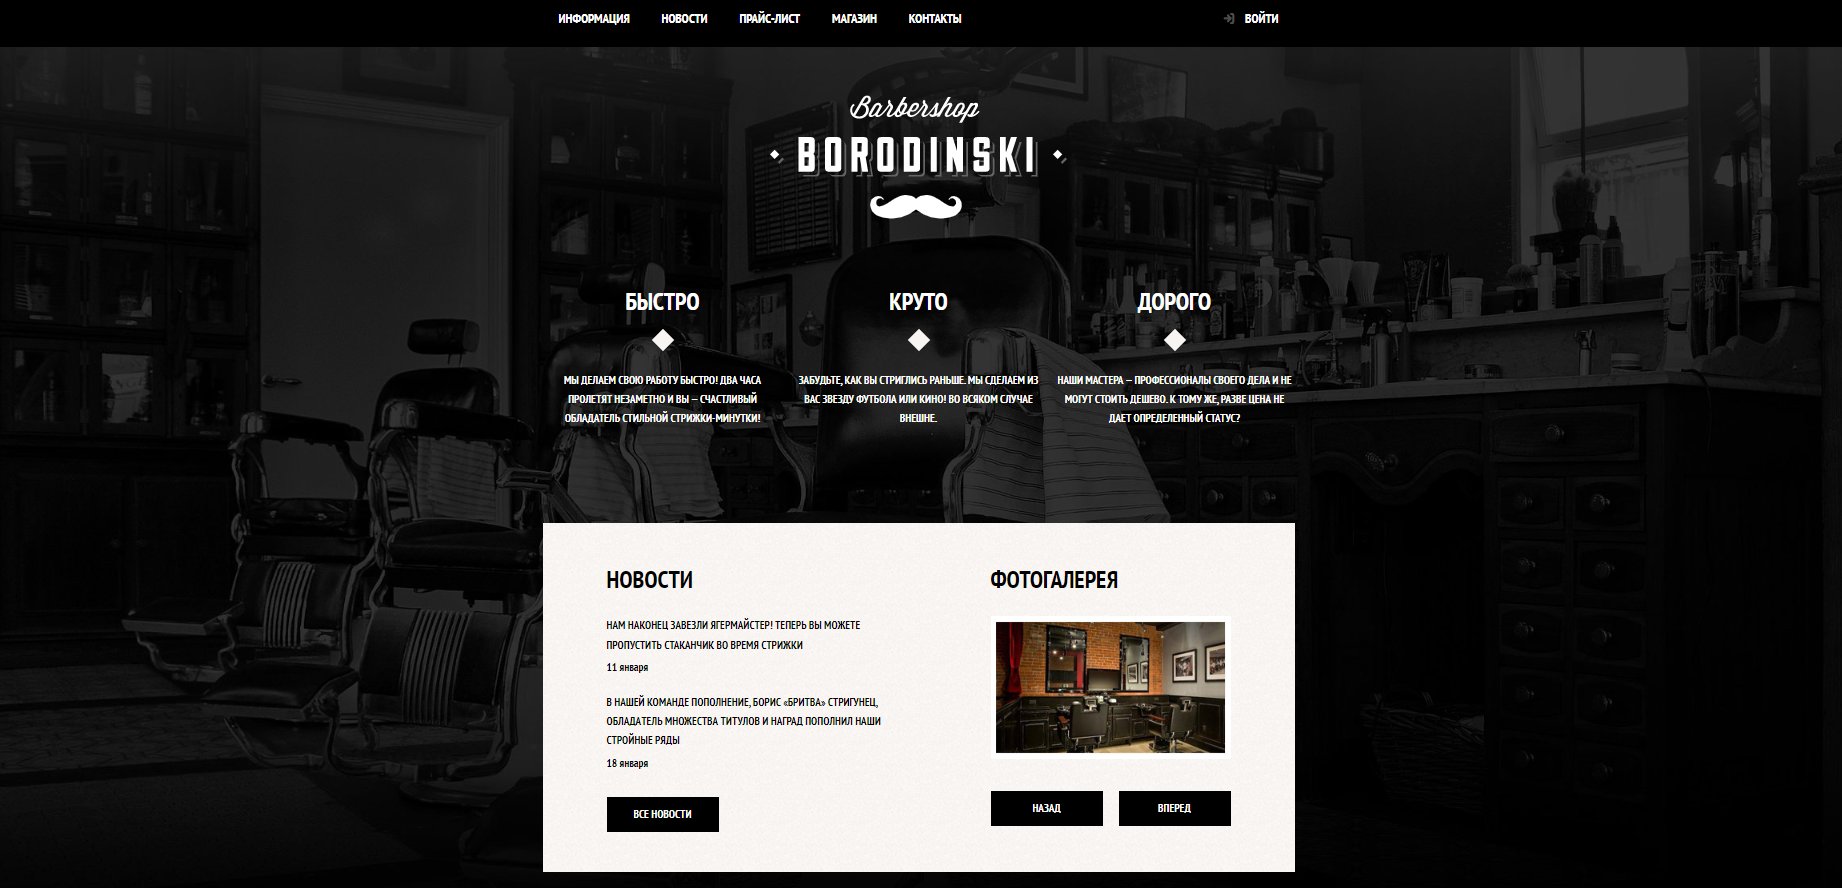 ИНФОРМАЦИЯ НОВОСТИ ПРАЙС-ЛИСТ МАГАЗИН КОНТАКТЫ ВОЙТИ
Barbershop
BORODINSKI
БЫСТРО
МЫ ДЕЛАЕМ СВОЮ РАБОТУ БЫСТРО! ДВА ЧАСА
ПРОЛЕТЯТ НЕЗАМЕТНО И ВЫ – СЧАСТЛИВЫЙ
ОБЛАДАТЕЛЬ СТИЛЬНОЙ СТРИЖКИ-МИНУТКИ!
КРУТО
ЗАБУДЬТЕ, КАК ВЫ СТРИГЛИСЬ РАНЬШЕ. МЫ СДЕЛАЕМ ИЗ
ВАС ЗВЕЗДУ ФУТБОЛА ИЛИ КИНО! ВО ВСЯКОМ СЛУЧАЕ
ВНЕШНЕ.
ДОРОГО
НАШИ МАСТЕРА – ПРОФЕССИОНАЛЫ СВОЕГО ДЕЛА И НЕ
МОГУТ СТОИТЬ ДЕШЕВО. К ТОМУ ЖЕ, РАЗВЕ ЦЕНА НЕ
ДАЕТ ОПРЕДЕЛЕННЫЙ СТАТУС?
НОВОСТИ
НАМ НАКОНЕЦ ЗАВЕЗЛИ ЯГЕРМАЙСТЕР! ТЕПЕРЬ ВЫ МОЖЕТЕ
ПРОПУСТИТЬ СТАКАНЧИК ВО ВРЕМЯ СТРИЖКИ
11 января
В НАШЕЙ КОМАНДЕ ПОПОЛНЕНИЕ, БОРИС «БРИТВА» СТРИГУНЕЦ,
ОБЛАДАТЕЛЬ МНОЖЕСТВА ТИТУЛОВ И НАГРАД ПОПОЛНИЛ НАШИ
СТРОЙНЫЕ РЯДЫ
18 января
ВСЕ НОВОСТИ
ФОТОГАЛЕРЕЯ
НАЗАД ВПЕРЕД